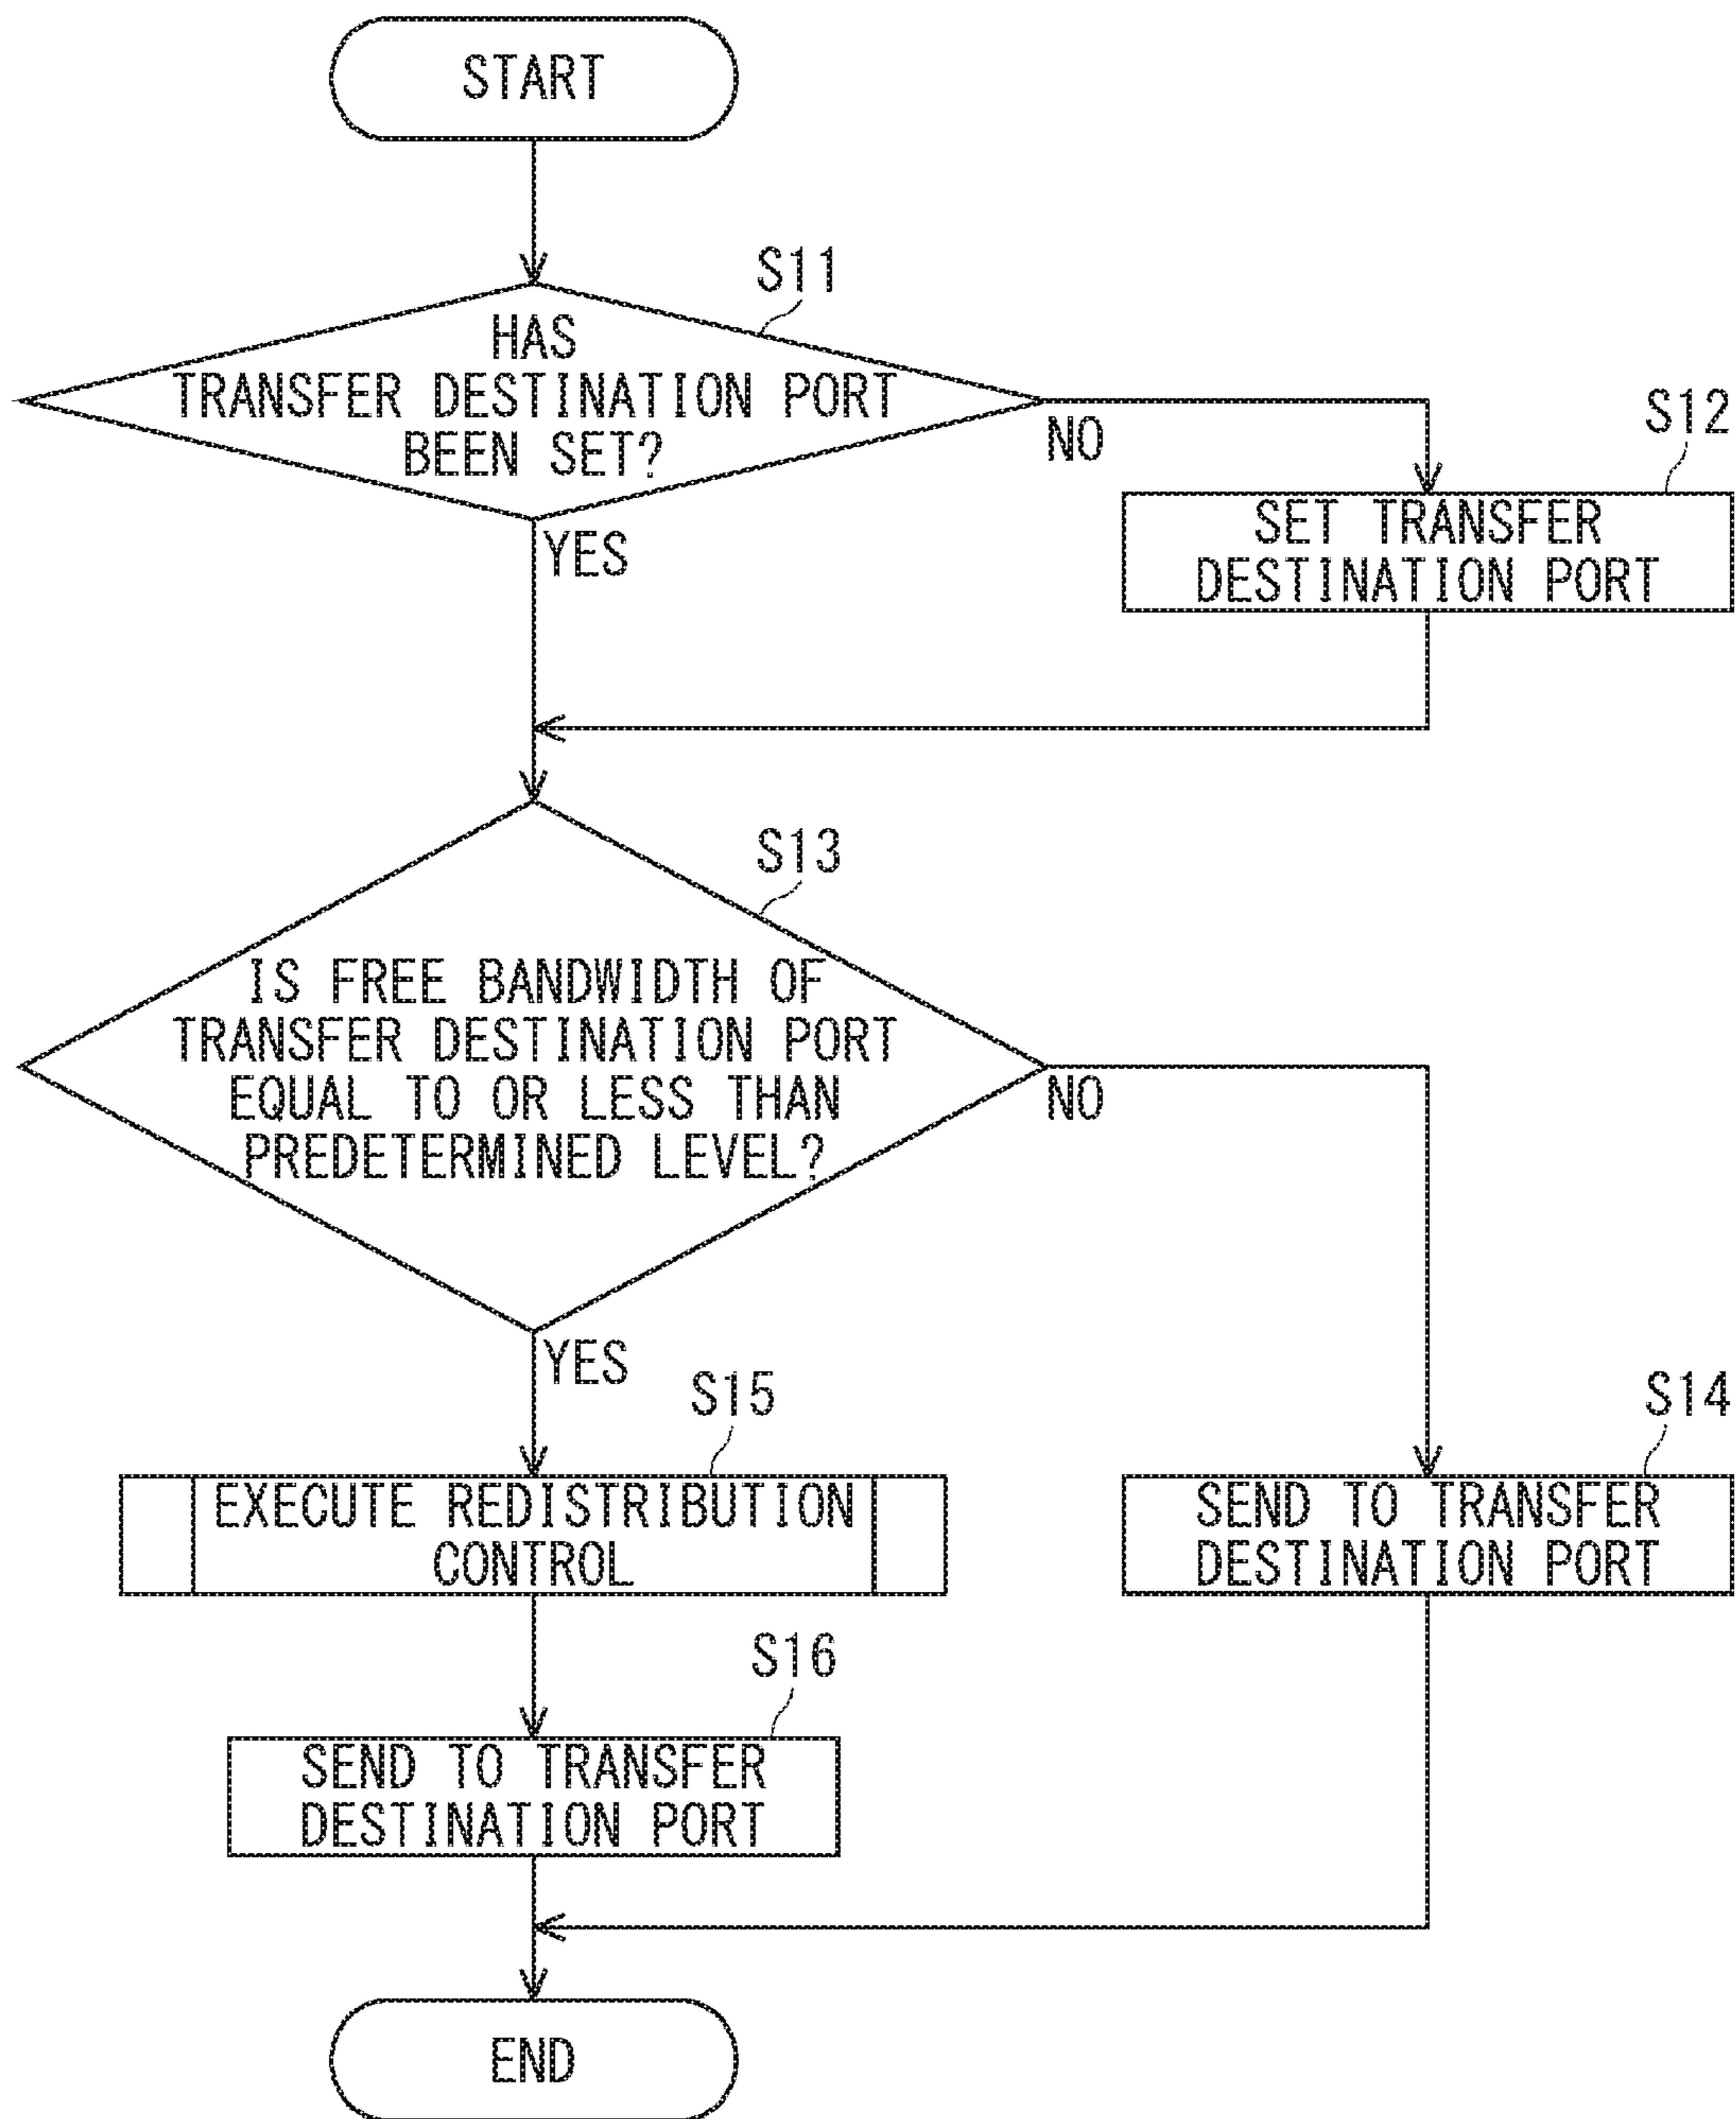 START
S11
HAS
TRANSFER DESTINATION PORT
BEEN SET?
NO
YES
S12
SET TRANSFER
DESTINATION PORT
S13
IS FREE BANDWIDTH OF
TRANSFER DESTINATION PORT
EQUAL TO OR LESS THAN
PREDETERMINED LEVEL?
NO
YES
S15
EXECUTE REDISTRIBUTION
CONTROL
S14
SEND TO TRANSFER
DESTINATION PORT
S16
SEND TO TRANSFER
DESTINATION PORT
END